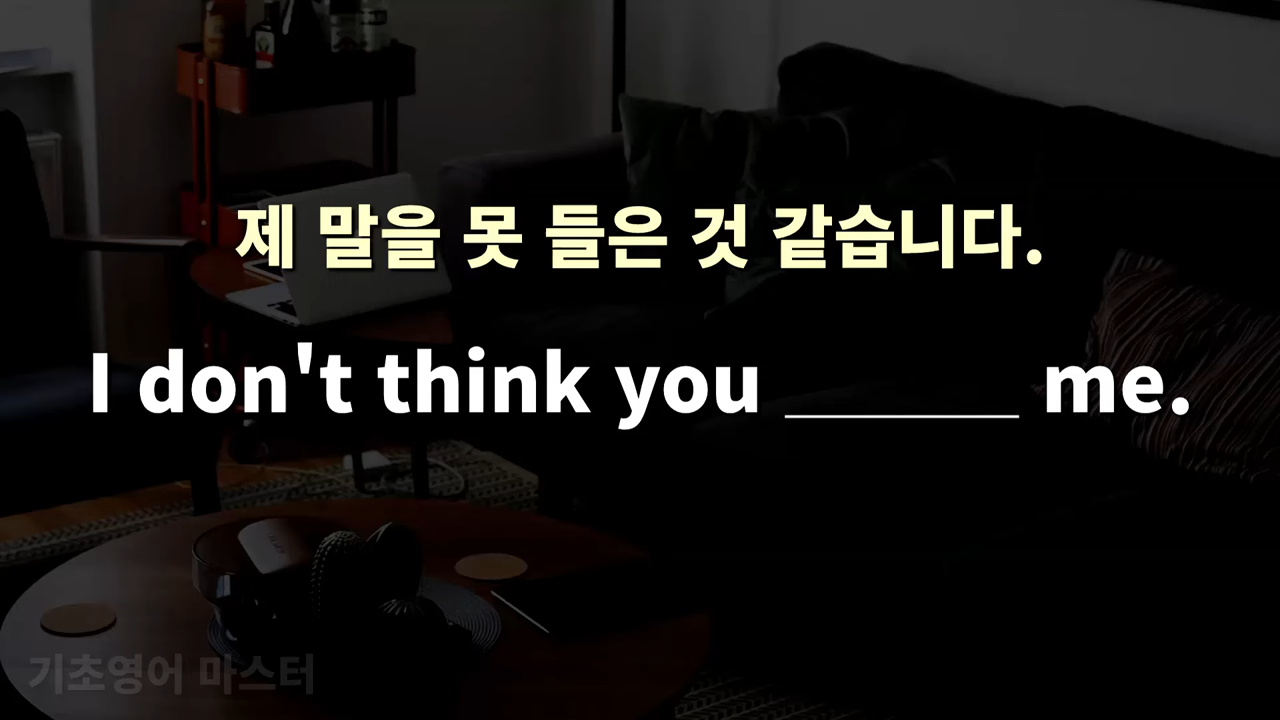 제 말을 못 들은 것 같습니다.
I don't think you ______ me.
기초영어 마스터